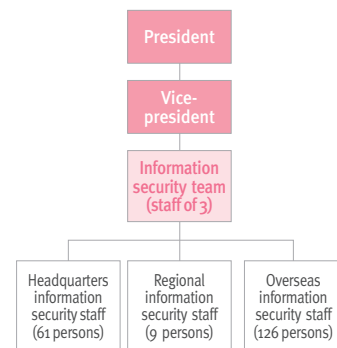 President
Vice-
president
Information
security team
(staff of 3)
Headquarters
information
security staff
(61 persons)
Regional
information
security staff
(9 persons)
Overseas
information
security staff
(126 persons)